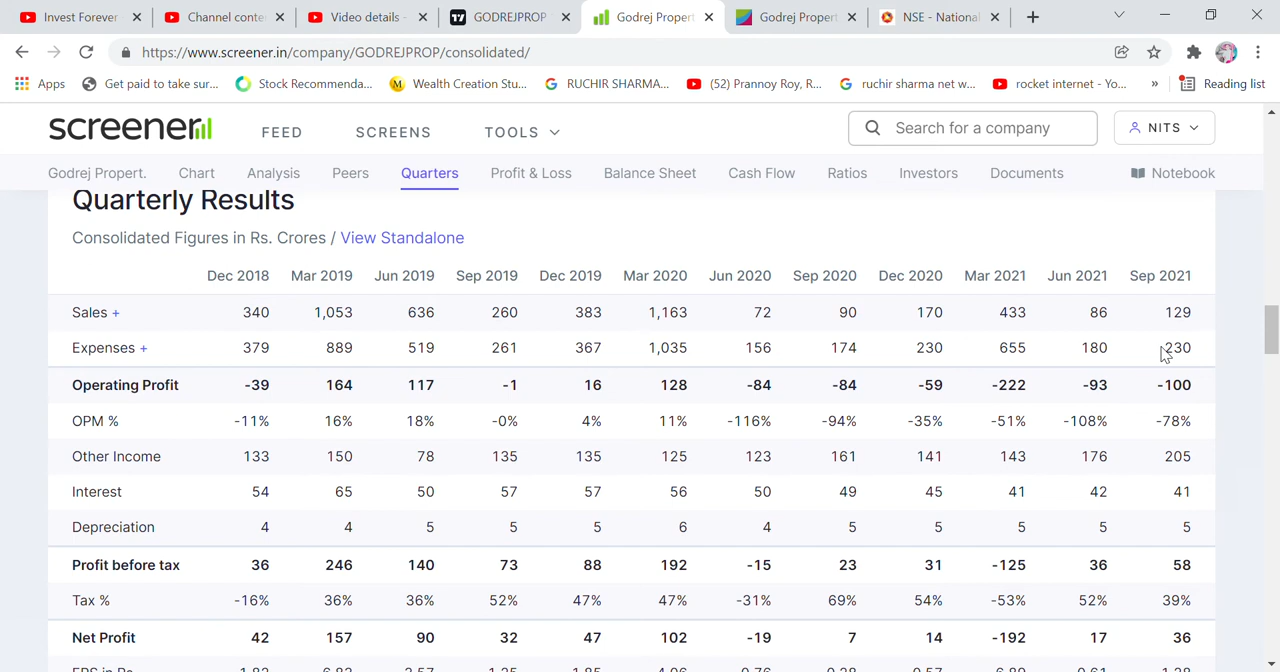 Invest Forever
Channel conte
Video details -
GODREJPROP
Godrej Propert
Godrej Propert
NSE - National
https://www.screener.in/company/GODREJPROP/consolidated/
Apps
Get paid to take sur...
Stock Recommenda...
Wealth Creation Stu...
RUCHIR SHARMA...
(52) Prannoy Roy, R...
ruchir sharma net w...
rocket internet - Yo...
»
Reading list
screener
FEED
SCREENS
TOOLS
Search for a company
NITS
Godrej Propert.
Chart
Analysis
Peers
Quarters
Profit & Loss
Balance Sheet
Cash Flow
Ratios
Investors
Documents
Notebook
Quarterly Results
Consolidated Figures in Rs. Crores / View Standalone
Dec 2018 Mar 2019 Jun 2019 Sep 2019 Dec 2019 Mar 2020 Jun 2020 Sep 2020 Dec 2020 Mar 2021 Jun 2021 Sep 2021
Sales + 340 1,053 636 260 383 1,163 72 90 170 433 86 129
Expenses + 379 889 519 261 367 1,035 156 174 230 655 180 230
Operating Profit -39 164 117 -1 16 128 -84 -84 -59 -222 -93 -100
OPM % -11% 16% 18% -0% 4% 11% -116% -94% -35% -51% -108% -78%
Other Income 133 150 78 135 135 125 123 161 141 143 176 205
Interest 54 65 50 57 57 56 50 49 45 41 42 41
Depreciation 4 4 5 5 5 6 4 5 5 5 5 5
Profit before tax 36 246 140 73 88 192 -15 23 31 -125 36 58
Tax % -16% 36% 36% 52% 47% 47% -31% 69% 54% -53% 52% 39%
Net Profit 42 157 90 32 47 102 -19 7 14 -192 17 36